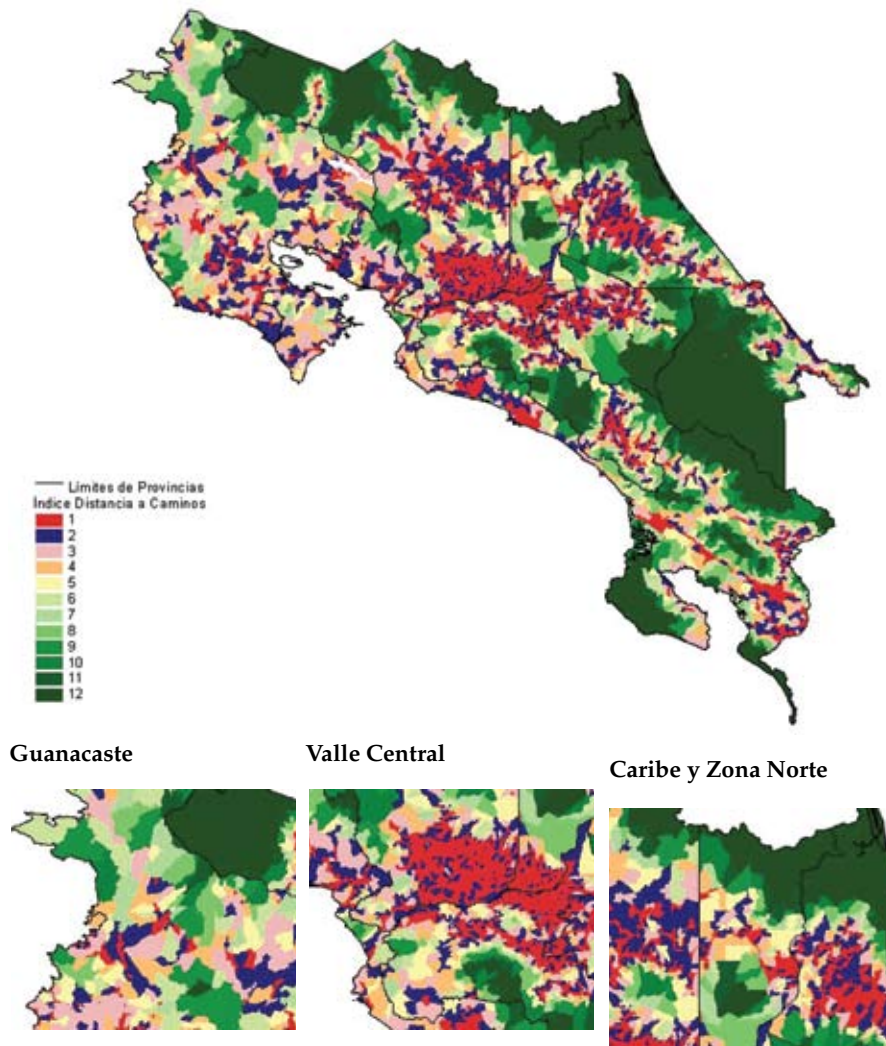 Límites de Provincias
Índice Distancia a Caminos
1
2
3
4
5
6
7
8
9
10
11
12
Guanacaste
Valle Central
Caribe y Zona Norte